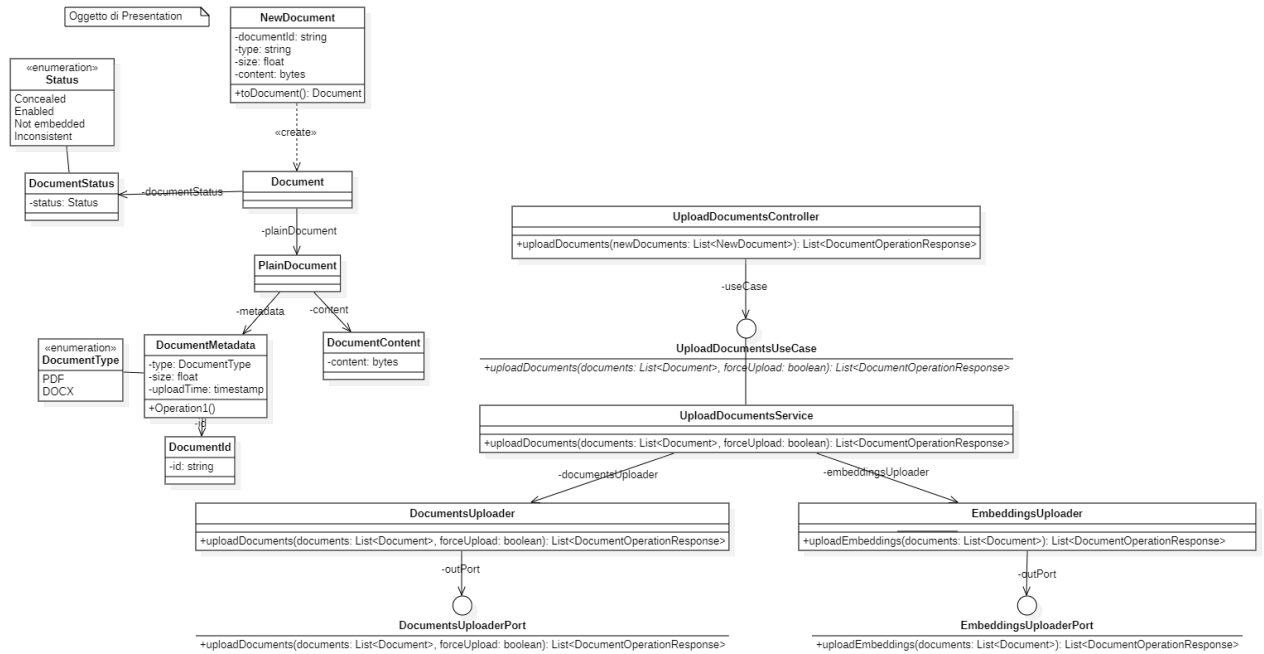 Oggetto di Presentation
NewDocument
-documentId: string
-type: string
-size: float
-content: bytes
+toDocument(): Document
«enumeration»
Status
Concealed
Enabled
Not embedded
Inconsistent
«create»
DocumentStatus
-status: Status
-documentStatus
Document
-plainDocument
PlainDocument
-metadata
-content
«enumeration»
DocumentType
PDF
DOCX
DocumentMetadata
-type: DocumentType
-size: float
-uploadTime: timestamp
+Operation1()
DocumentContent
-content: bytes
-id
DocumentId
-id: string
UploadDocumentsController
+uploadDocuments(newDocuments: List<NewDocument>): List<DocumentOperationResponse>
-useCase
UploadDocumentsUseCase
+uploadDocuments(documents: List<Document>, forceUpload: boolean): List<DocumentOperationResponse>
UploadDocumentsService
+uploadDocuments(documents: List<Document>, forceUpload: boolean): List<DocumentOperationResponse>
-documentsUploader
-embeddingsUploader
DocumentsUploader
+uploadDocuments(documents: List<Document>, forceUpload: boolean): List<DocumentOperationResponse>
EmbeddingsUploader
+uploadEmbeddings(documents: List<Document>): List<DocumentOperationResponse>
-outPort
-outPort
DocumentsUploaderPort
+uploadDocuments(documents: List<Document>, forceUpload: boolean): List<DocumentOperationResponse>
EmbeddingsUploaderPort
+uploadEmbeddings(documents: List<Document>): List<DocumentOperationResponse>